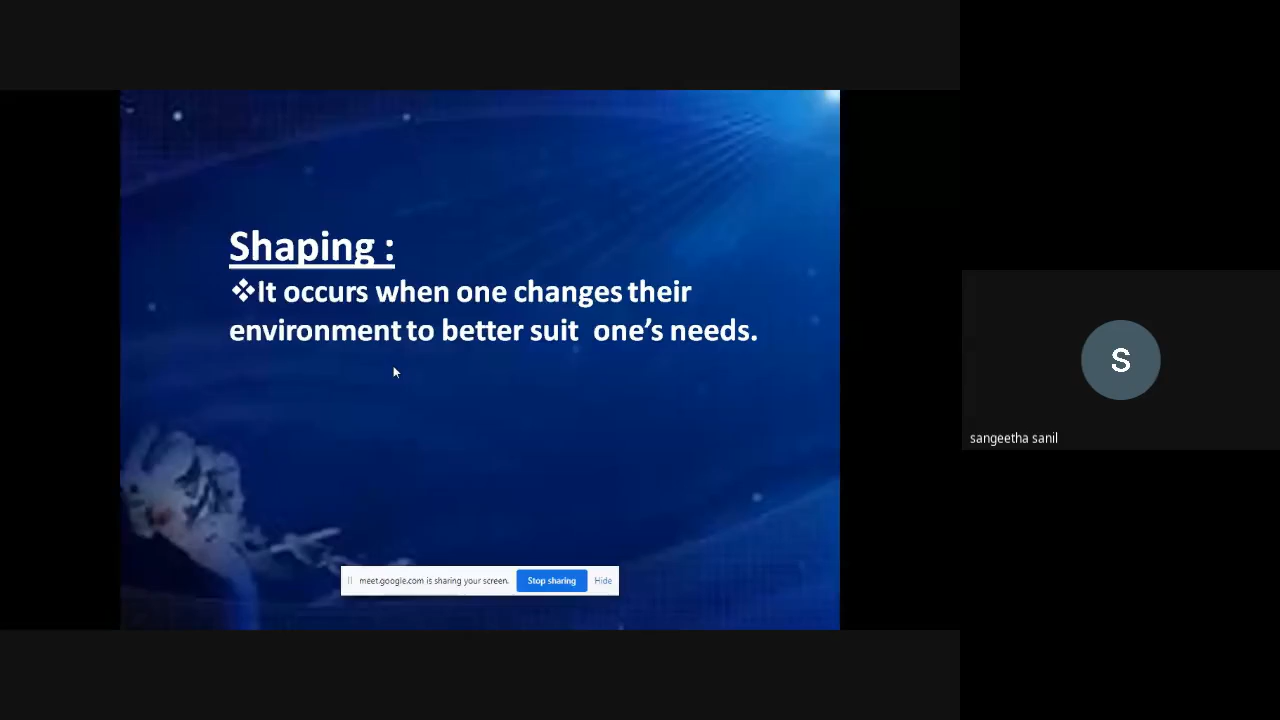 Shaping :
❖It occurs when one changes their
environment to better suit one’s needs.
meet.google.com is sharing your screen.
Stop sharing
Hide
S
sangeetha sanil